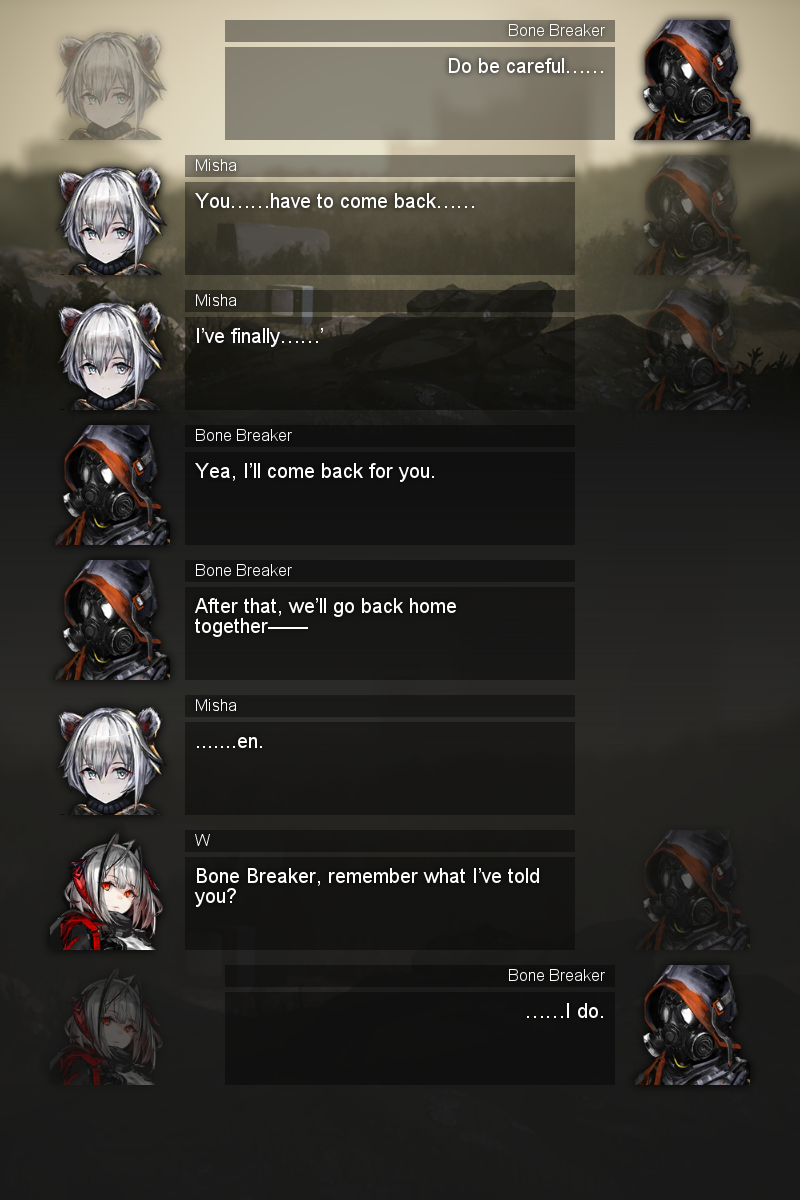 Bone Breaker
Do be careful……
Misha
You……have to come back……
Misha
I've finally……'
Bone Breaker
Yea, I'll come back for you.
Bone Breaker
After that, we'll go back home
together——
Misha
…….en.
W
Bone Breaker, remember what I've told
you?
Bone Breaker
……I do.